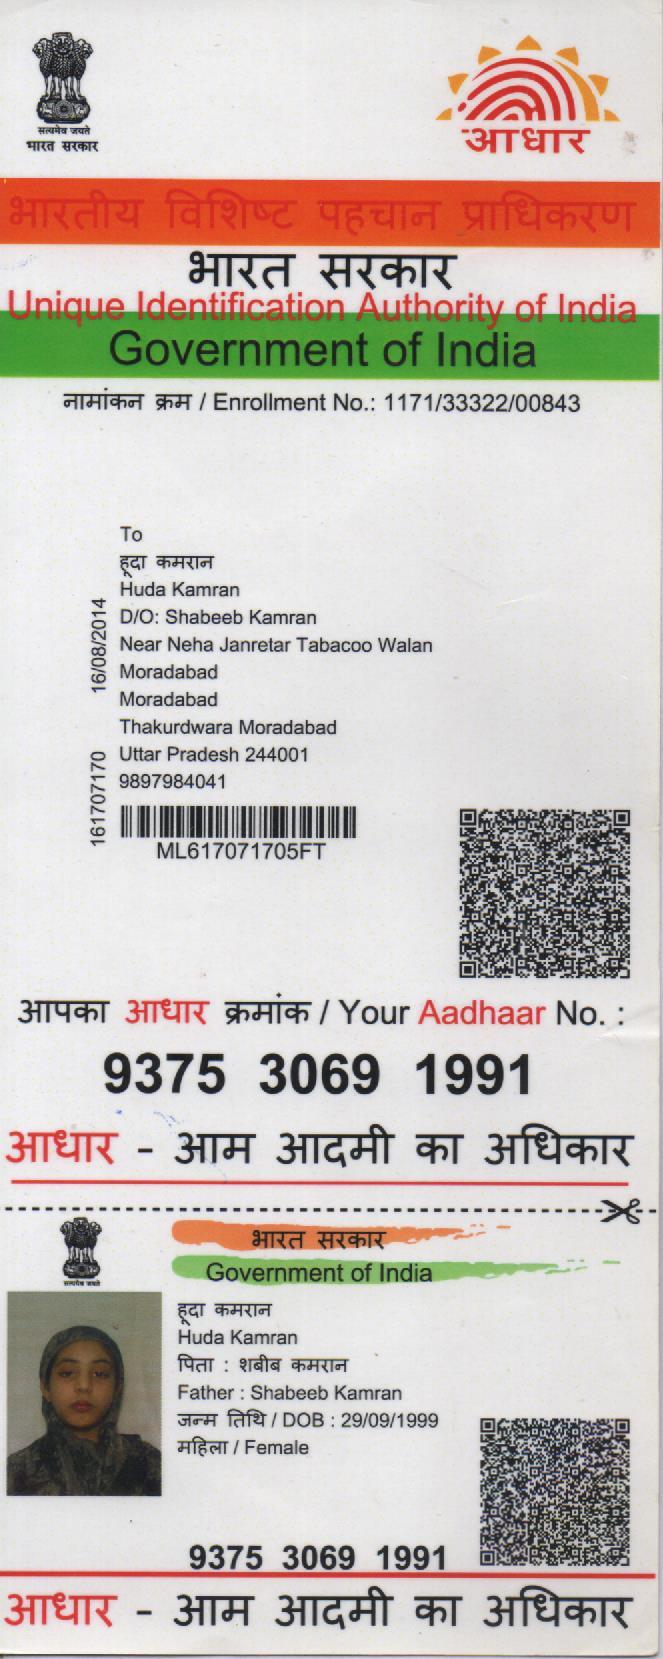 सत्यमेव जयते
भारत सरकार
आधार
भारतीय विशिष्ट पहचान प्राधिकरण
भारत सरकार
Unique Identification Authority of India
Government of India
नामांकन क्रम / Enrollment No.: 1171/33322/00843
To
हूदा कमरान
Huda Kamran
D/O: Shabeeb Kamran
Near Neha Janretar Tabacoo Walan
Moradabad
Moradabad
Thakurdwara Moradabad
Uttar Pradesh 244001
9897984041
16/08/2014
161707170
ML617071705FT
आपका आधार क्रमांक / Your Aadhaar No. :
9375 3069 1991
आधार - आम आदमी का अधिकार
सत्यमेव जयते
भारत सरकार
Government of India
हूदा कमरान
Huda Kamran
पिता : शबीब कमरान
Father : Shabeeb Kamran
जन्म तिथि / DOB : 29/09/1999
महिला / Female
9375 3069 1991
आधार - आम आदमी का अधिकार